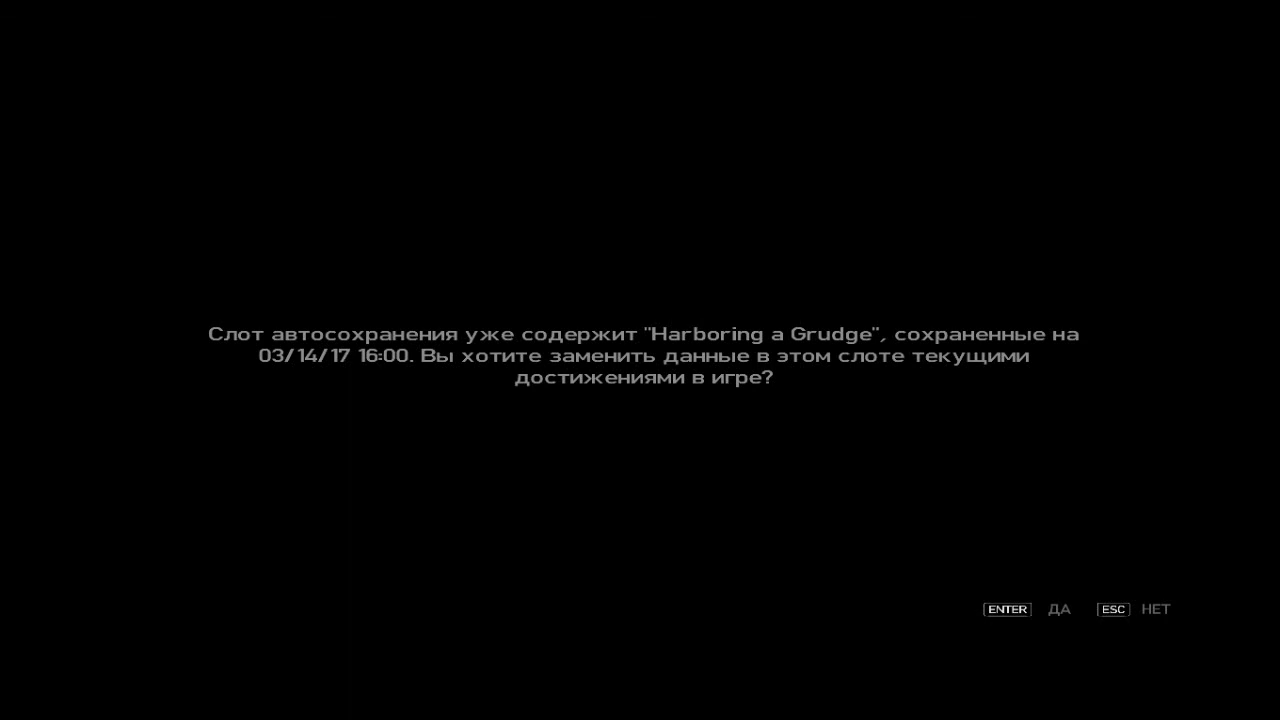 Слот автосохранения уже содержит "Harboring a Grudge", сохраненные на
03/14/17 16:00. Вы хотите заменить данные в этом слоте текущими
достижениями в игре?
ENTER ДА ESC НЕТ